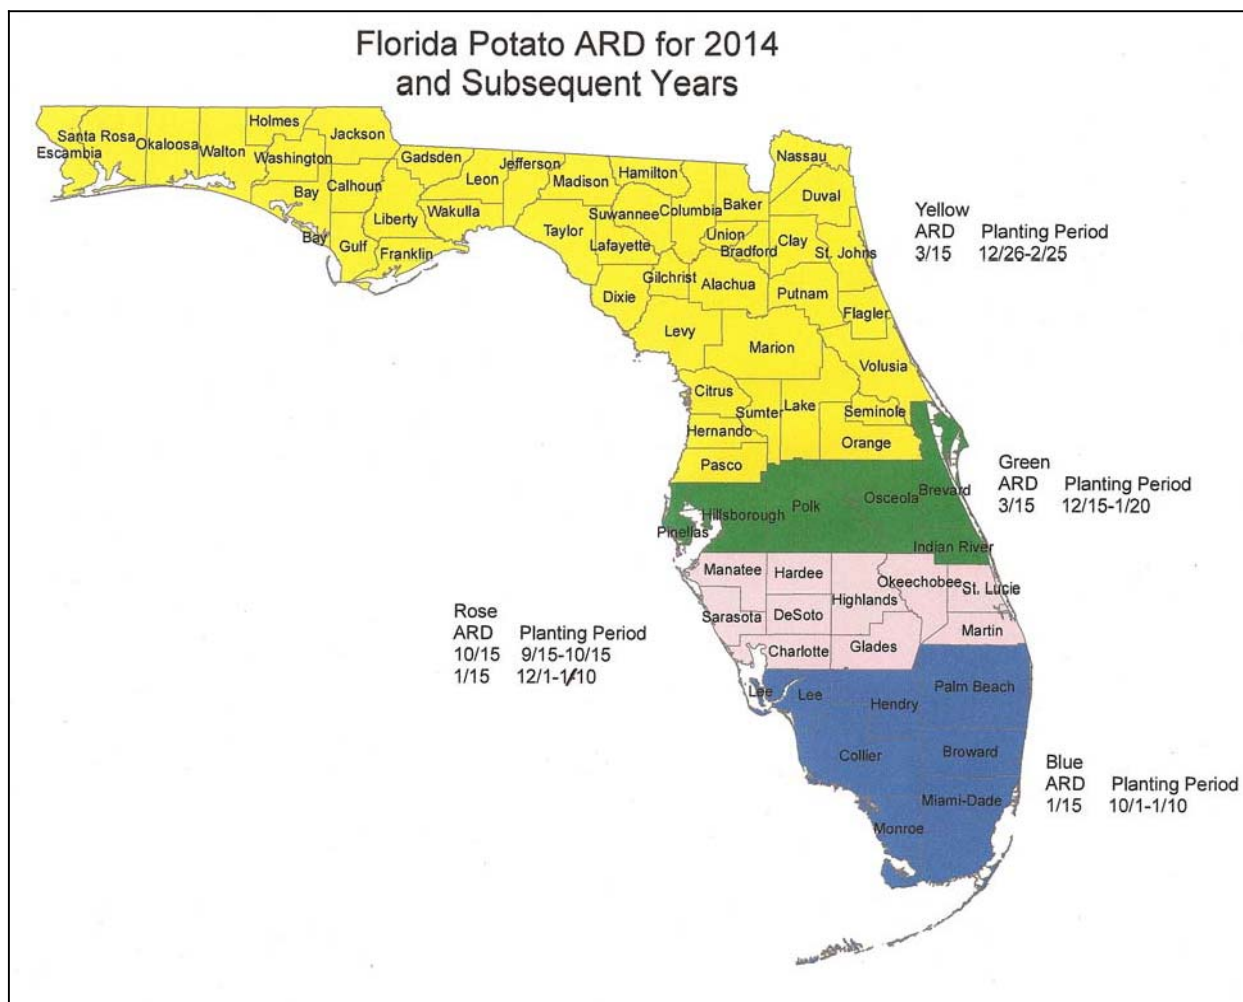 Florida Potato ARD for 2014
and Subsequent Years
Holmes
Jackson
Santa Rosa
Okaloosa
Walton
Escambia
Washington
Gadsden
Jefferson
Leon
Madison
Hamilton
Nassau
Bay
Calhoun
Liberty
Wakulla
Taylor
Suwannee
Columbia
Baker
Duval
Bay
Gulf
Franklin
Lafayette
Union
Bradford
Clay
St. Johns
Dixie
Gilchrist
Alachua
Putnam
Flagler
Levy
Marion
Volusia
Citrus
Sumter
Lake
Seminole
Hernando
Orange
Pasco
Yellow
ARD Planting Period
3/15 12/26-2/25
Pinellas
Hillsborough
Polk
Osceola
Brevard
Indian River
Green
ARD Planting Period
3/15 12/15-1/20
Manatee
Hardee
Highlands
Okeechobee
St. Lucie
Sarasota
DeSoto
Martin
Charlotte
Glades
Rose
ARD Planting Period
10/15 9/15-10/15
1/15 12/1-1/10
Lee
Lee
Hendry
Palm Beach
Collier
Broward
Miami-Dade
Monroe
Blue
ARD Planting Period
1/15 10/1-1/10